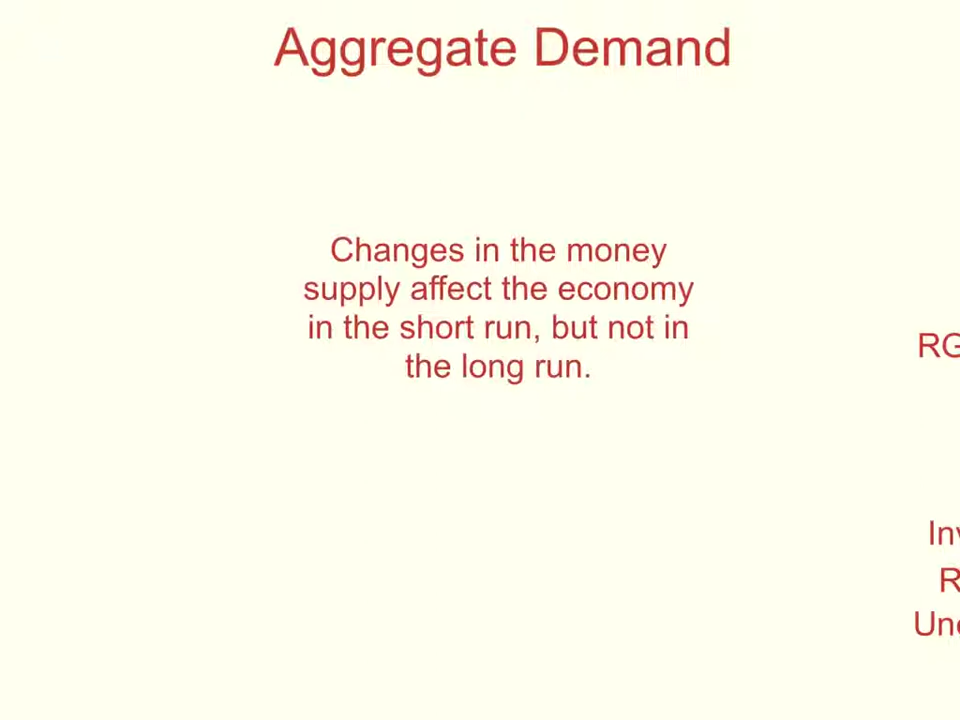 Aggregate Demand
Changes in the money
supply affect the economy
in the short run, but not in
the long run.